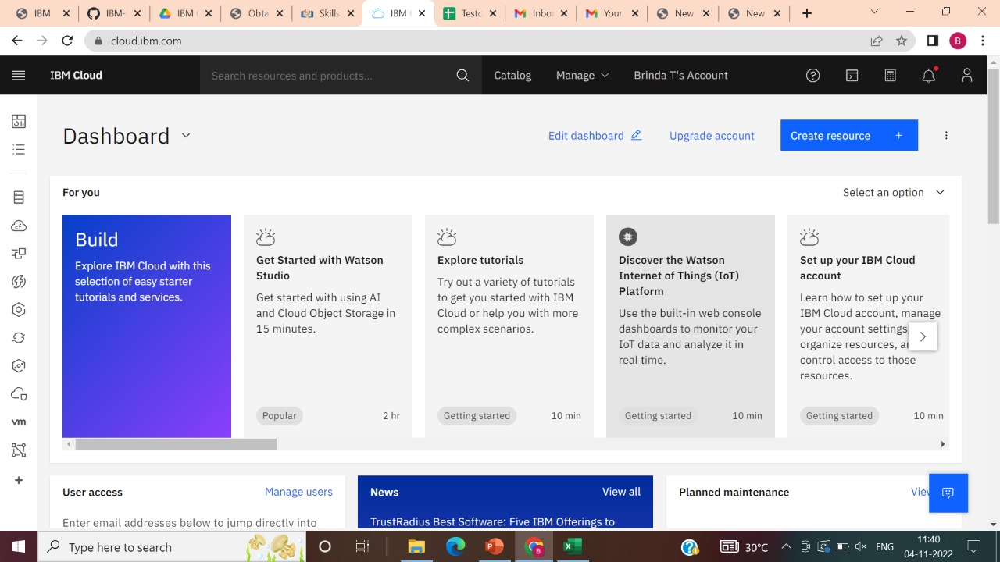 IBM
IBM-
IBM
Obta
Skills
IBM
Testc
Inbo
Your
New
New
cloud.ibm.com
B
IBM Cloud
Search resources and products...
Catalog
Manage
Brinda T's Account
Dashboard
Edit dashboard
Upgrade account
Create resource +
For you
Select an option
Build
Explore IBM Cloud with this
selection of easy starter
tutorials and services.
Get Started with Watson
Studio
Get started with using AI
and Cloud Object Storage in
15 minutes.
Popular
2 hr
Explore tutorials
Try out a variety of tutorials
to get you started with IBM
Cloud or help you with more
complex scenarios.
Getting started
10 min
Discover the Watson
Internet of Things (IoT)
Platform
Use the built-in web console
dashboards to monitor your
IoT data and analyze it in
real time.
Getting started
10 min
Set up your IBM Cloud
account
Learn how to set up your
IBM Cloud account, manage
your account settings,
organize resources,
control access to those
resources.
Getting started
10 min
vm
User access
Manage users
Enter email addresses below to jump directly into
News
View all
TrustRadius Best Software: Five IBM Offerings to
Planned maintenance
Type here to search
30°C
ENG
11:40
04-11-2022